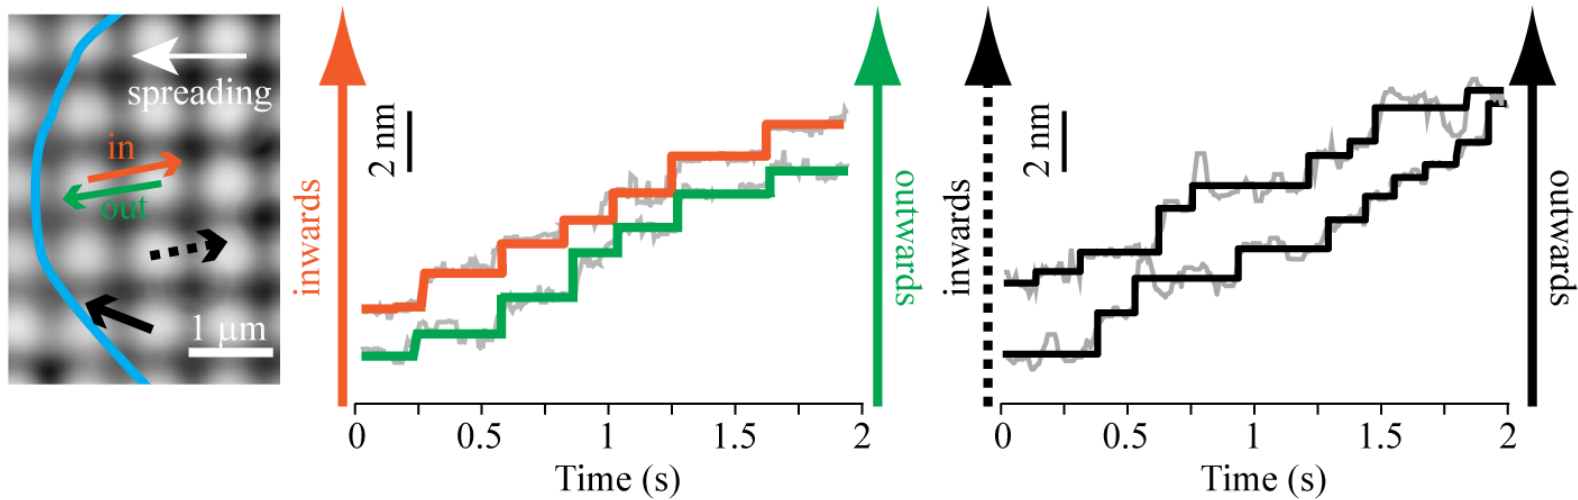 spreading
in
out
1 μm
inwards
2 nm
outwards
0 0.5 1 1.5 2
Time (s)
inwards
2 nm
outwards
0 0.5 1 1.5 2
Time (s)